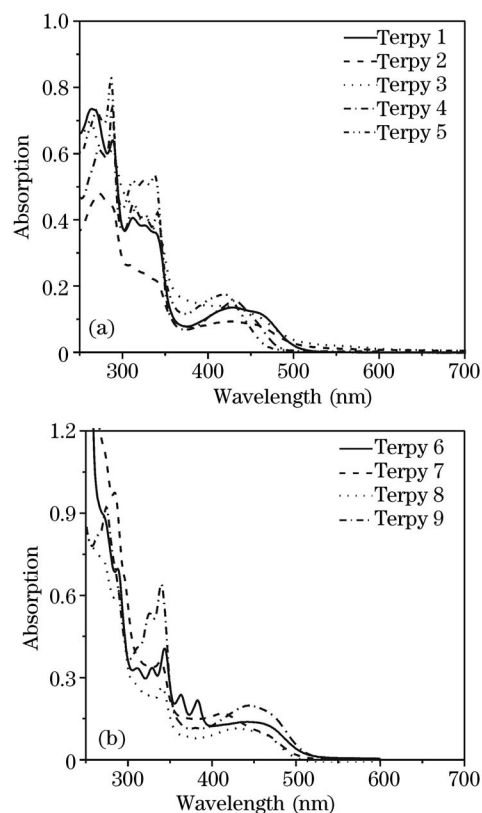 1.0
0.8
0.6
0.4
0.2
0
Absorption
Terpy 1
Terpy 2
Terpy 3
Terpy 4
Terpy 5
(a)
300 400 500 600 700
Wavelength (nm)
1.2
0.9
0.6
0.3
0
Absorption
Terpy 6
Terpy 7
Terpy 8
Terpy 9
(b)
300 400 500 600 700
Wavelength (nm)